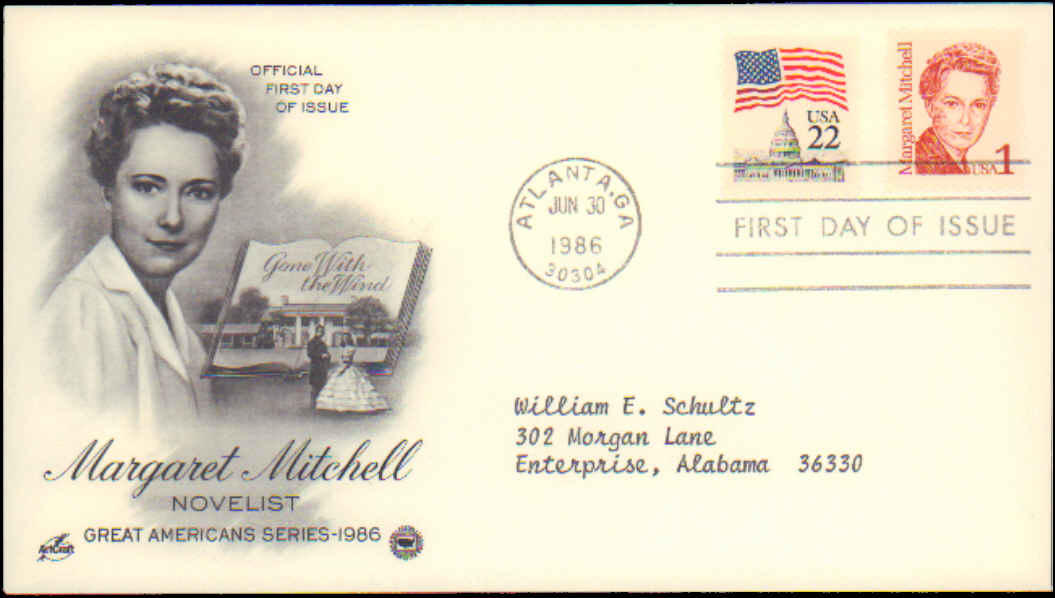 OFFICIAL
FIRST DAY
OF ISSUE
Gone With
the Wind
Margaret Mitchell
NOVELIST
GREAT AMERICANS SERIES-1986
ArtCraft
ATLANTA, GA
JUN 30
1986
30304
USA
22
Margaret Mitchell
USA 1
FIRST DAY OF ISSUE
William E. Schultz
302 Morgan Lane
Enterprise, Alabama 36330